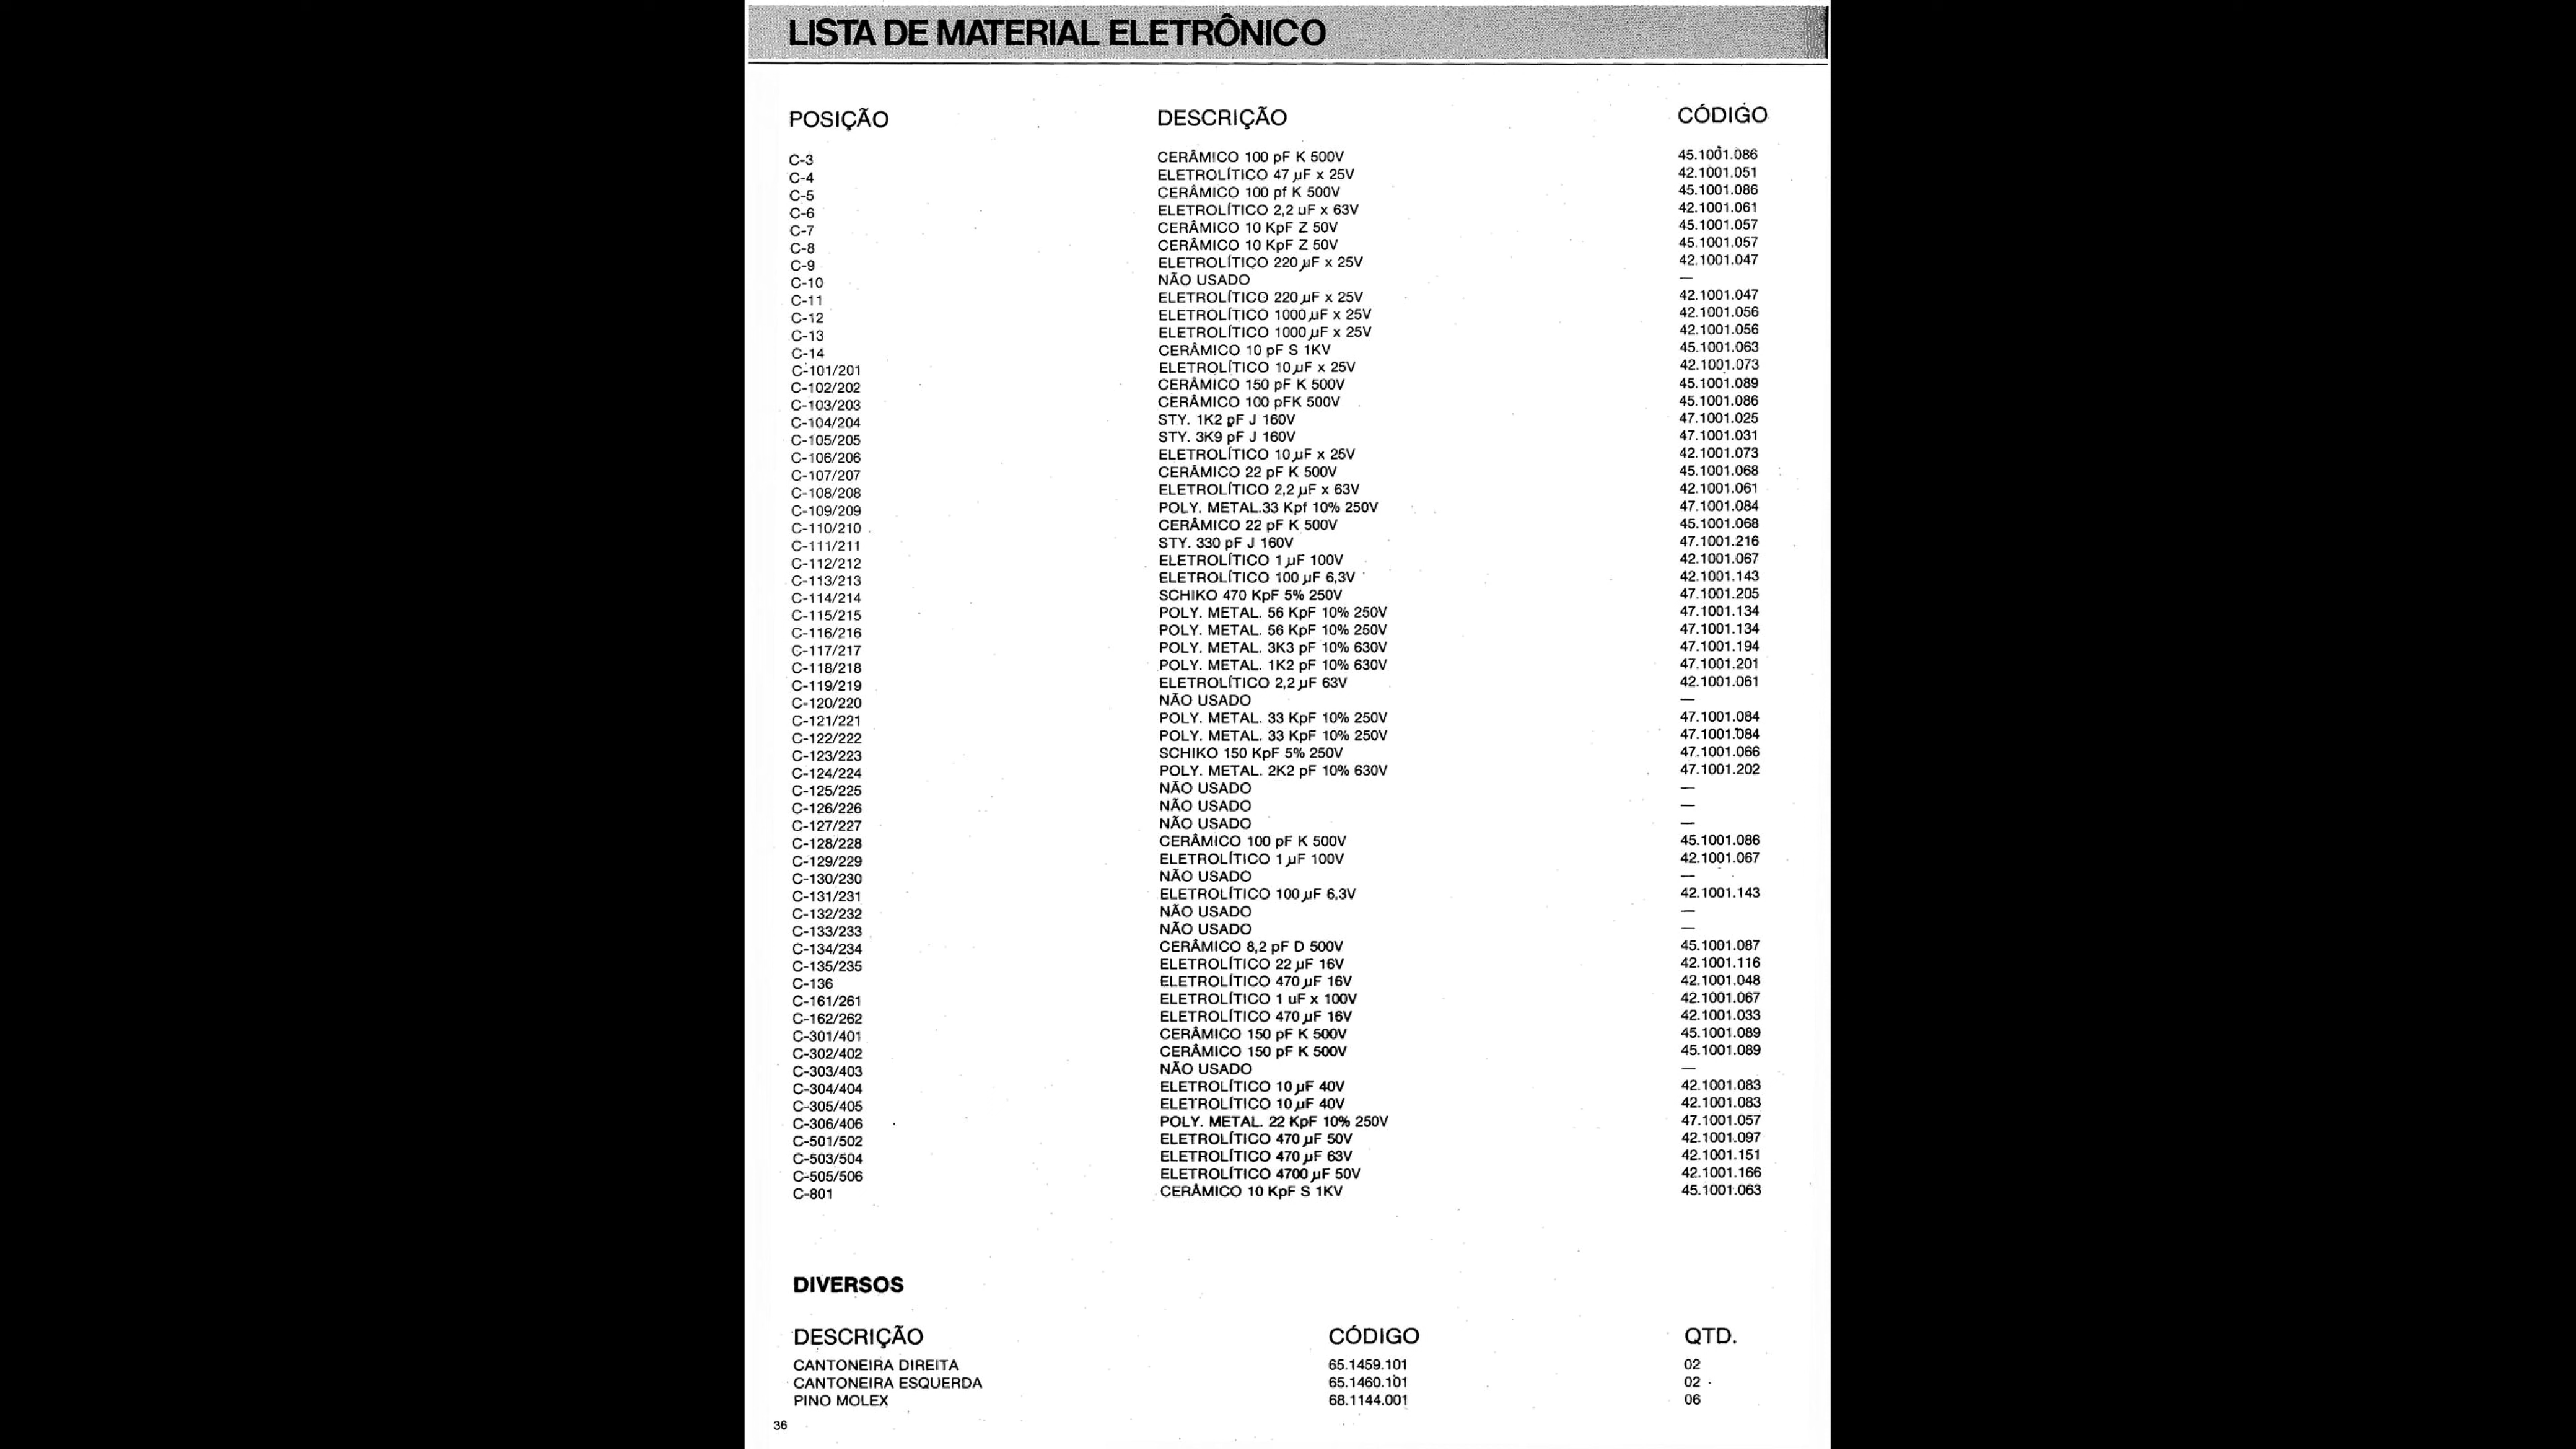 LISTA DE MATERIAL ELETRÔNICO
POSIÇÃO DESCRIÇÃO CÓDIGO
C-3 CERÂMICO 100 pF K 500V 45.1001.086
C-4 ELETROLÍTICO 47 µF x 25V 42.1001.051
C-5 CERÂMICO 100 pf K 500V 45.1001.086
C-6 ELETROLÍTICO 2,2 uF x 63V 42.1001.061
C-7 CERÂMICO 10 KpF Z 50V 45.1001.057
C-8 CERÂMICO 10 KpF Z 50V 45.1001.057
C-9 ELETROLÍTICO 220 µF x 25V 42.1001.047
C-10 NÃO USADO —
C-11 ELETROLÍTICO 220 µF x 25V 42.1001.047
C-12 ELETROLÍTICO 1000 µF x 25V 42.1001.056
C-13 ELETROLÍTICO 1000 µF x 25V 42.1001.056
C-14 CERÂMICO 10 pF S 1KV 45.1001.063
C-101/201 ELETROLÍTICO 10 µF x 25V 42.1001.073
C-102/202 CERÂMICO 150 pF K 500V 45.1001.089
C-103/203 CERÂMICO 100 pFK 500V 45.1001.086
C-104/204 STY. 1K2 pF J 160V 47.1001.025
C-105/205 STY. 3K9 pF J 160V 47.1001.031
C-106/206 ELETROLÍTICO 10 µF x 25V 42.1001.073
C-107/207 CERÂMICO 22 pF K 500V 45.1001.068
C-108/208 ELETROLÍTICO 2,2 µF x 63V 42.1001.061
C-109/209 POLY. METAL.33 Kpf 10% 250V 47.1001.084
C-110/210 CERÂMICO 22 pF K 500V 45.1001.068
C-111/211 STY. 330 pF J 160V 47.1001.216
C-112/212 ELETROLÍTICO 1 µF 100V 42.1001.067
C-113/213 ELETROLÍTICO 100 µF 6,3V 42.1001.143
C-114/214 SCHIKO 470 KpF 5% 250V 47.1001.205
C-115/215 POLY. METAL. 56 KpF 10% 250V 47.1001.134
C-116/216 POLY. METAL. 56 KpF 10% 250V 47.1001.134
C-117/217 POLY. METAL. 3K3 pF 10% 630V 47.1001.194
C-118/218 POLY. METAL. 1K2 pF 10% 630V 47.1001.201
C-119/219 ELETROLÍTICO 2,2 µF 63V 42.1001.061
C-120/220 NÃO USADO —
C-121/221 POLY. METAL. 33 KpF 10% 250V 47.1001.084
C-122/222 POLY. METAL. 33 KpF 10% 250V 47.1001.084
C-123/223 SCHIKO 150 KpF 5% 250V 47.1001.066
C-124/224 POLY. METAL. 2K2 pF 10% 630V 47.1001.202
C-125/225 NÃO USADO —
C-126/226 NÃO USADO —
C-127/227 NÃO USADO —
C-128/228 CERÂMICO 100 pF K 500V 45.1001.086
C-129/229 ELETROLÍTICO 1 µF 100V 42.1001.067
C-130/230 NÃO USADO —
C-131/231 ELETROLÍTICO 100 µF 6,3V 42.1001.143
C-132/232 NÃO USADO —
C-133/233 NÃO USADO —
C-134/234 CERÂMICO 8,2 pF D 500V 45.1001.087
C-135/235 ELETROLÍTICO 22 µF 16V 42.1001.116
C-136 ELETROLÍTICO 470 µF 16V 42.1001.048
C-161/261 ELETROLÍTICO 1 uF x 100V 42.1001.067
C-162/262 ELETROLÍTICO 470 µF 16V 42.1001.033
C-301/401 CERÂMICO 150 pF K 500V 45.1001.089
C-302/402 CERÂMICO 150 pF K 500V 45.1001.089
C-303/403 NÃO USADO —
C-304/404 ELETROLÍTICO 10 µF 40V 42.1001.083
C-305/405 ELETROLÍTICO 10 µF 40V 42.1001.083
C-306/406 POLY. METAL. 22 KpF 10% 250V 47.1001.057
C-501/502 ELETROLÍTICO 470 µF 50V 42.1001.097
C-503/504 ELETROLÍTICO 470 µF 63V 42.1001.151
C-505/506 ELETROLÍTICO 4700 µF 50V 42.1001.166
C-801 CERÂMICO 10 KpF S 1KV 45.1001.063
DIVERSOS
DESCRIÇÃO CÓDIGO QTD.
CANTONEIRA DIREITA 65.1459.101 02
CANTONEIRA ESQUERDA 65.1460.101 02
PINO MOLEX 68.1144.001 06
36